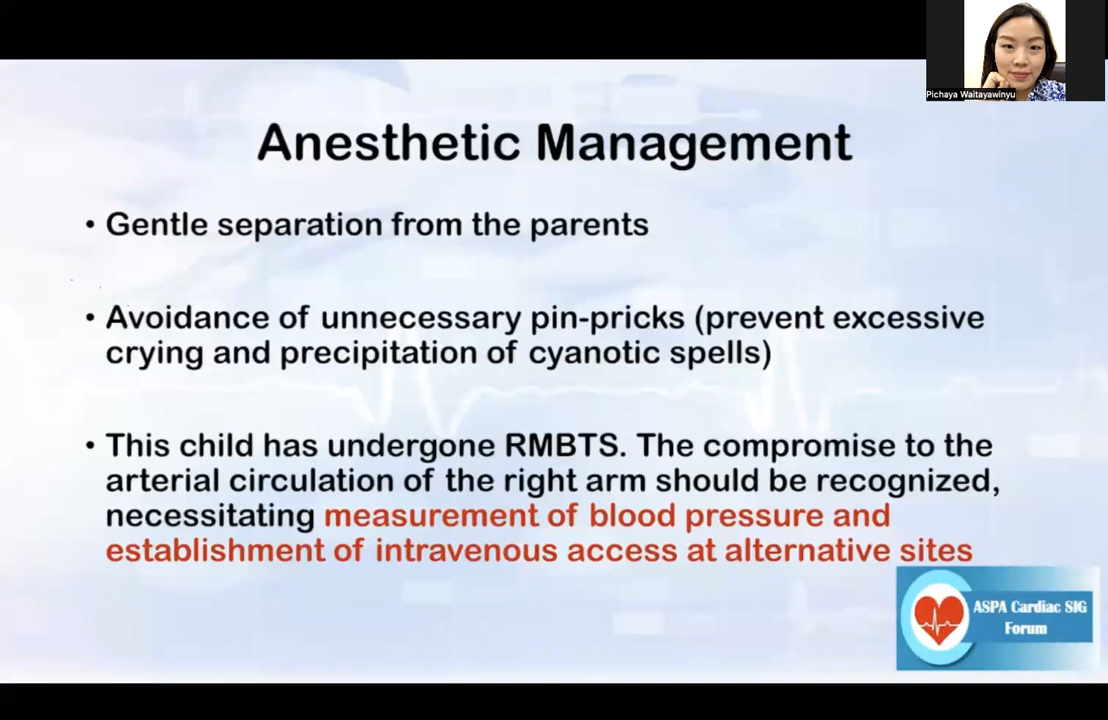 Pichaya Waitayawinyu
Anesthetic Management
• Gentle separation from the parents
• Avoidance of unnecessary pin-pricks (prevent excessive
crying and precipitation of cyanotic spells)
• This child has undergone RMBTS. The compromise to the
arterial circulation of the right arm should be recognized,
necessitating measurement of blood pressure and
establishment of intravenous access at alternative sites
ASPA Cardiac SIG
Forum